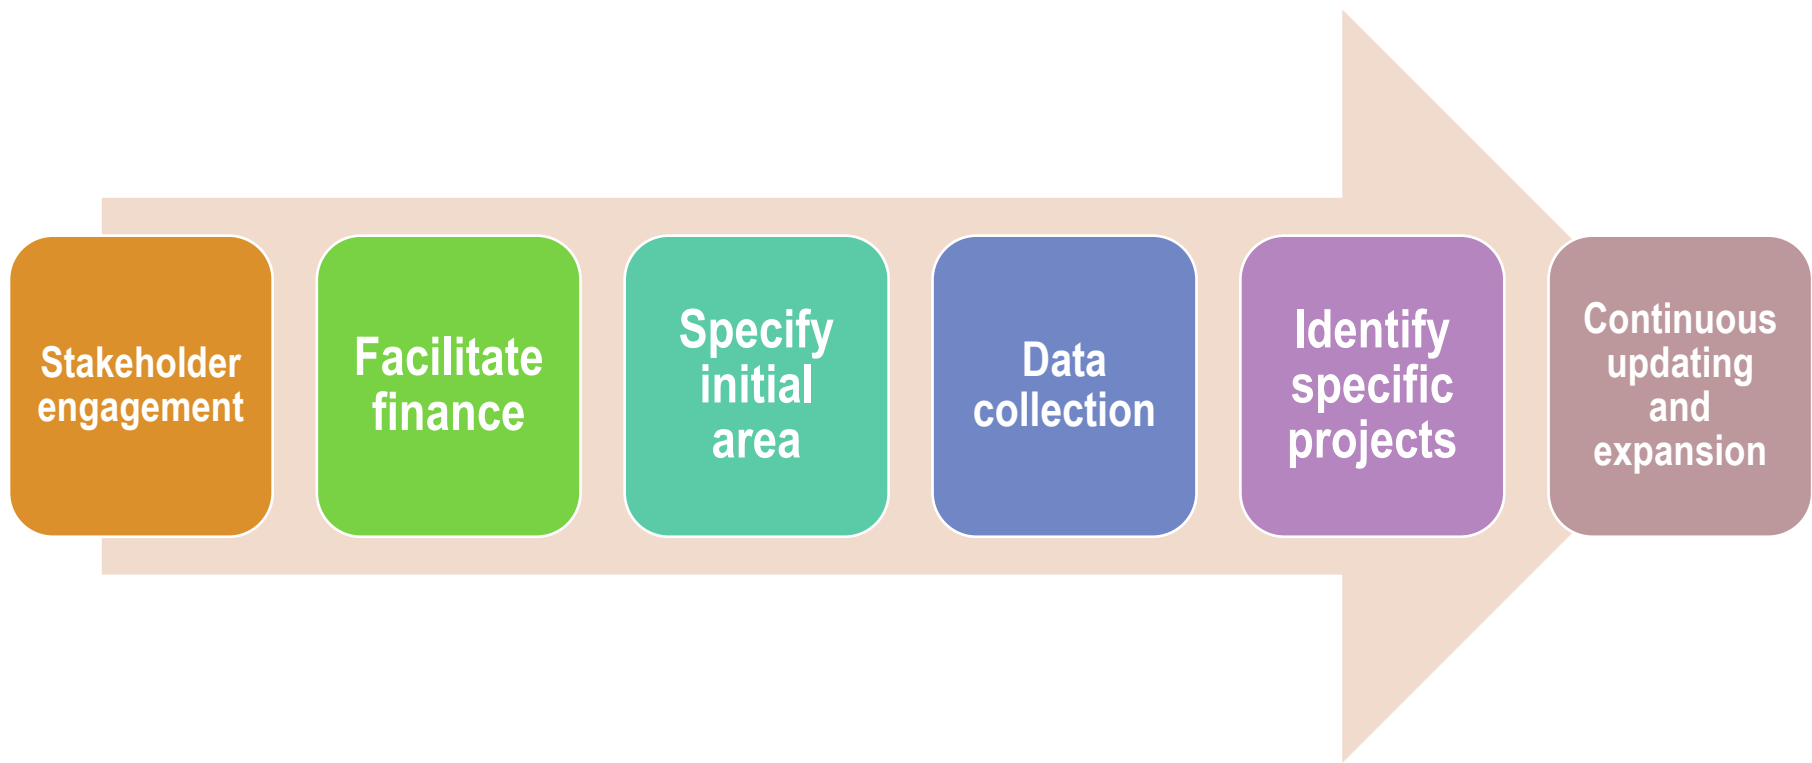 Stakeholder
engagement
Facilitate
finance
Specify
initial
area
Data
collection
Identify
specific
projects
Continuous
updating
and
expansion